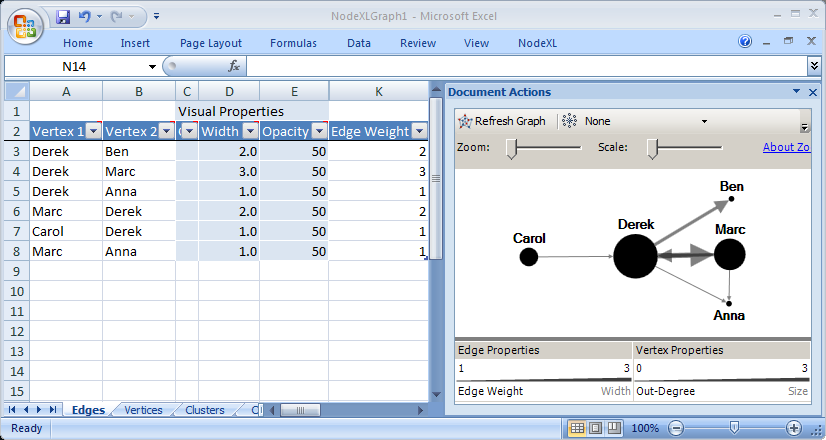 NodeXLGraph1 - Microsoft Excel
Home Insert Page Layout Formulas Data Review View NodeXL
N14 fx
A B C D E K
1 Visual Properties
2 Vertex 1 Vertex 2 Width Opacity Edge Weight
3 Derek Ben 2.0 50 2
4 Derek Marc 3.0 50 3
5 Derek Anna 1.0 50 1
6 Marc Derek 2.0 50 2
7 Carol Derek 1.0 50 1
8 Marc Anna 1.0 50 1
9
10
11
12
13
14
15
Edges Vertices Clusters
Document Actions
Refresh Graph None
Zoom: Scale: About Zo
Ben
Derek Marc
Carol
Anna
Edge Properties Vertex Properties
1 3 0 3
Edge Weight Width Out-Degree Size
Ready 100%